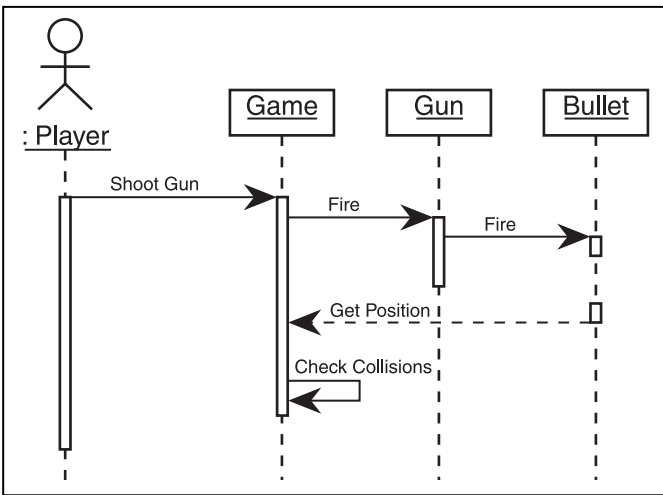 : Player
Game
Gun
Bullet
Shoot Gun
Fire
Fire
Get Position
Check Collisions